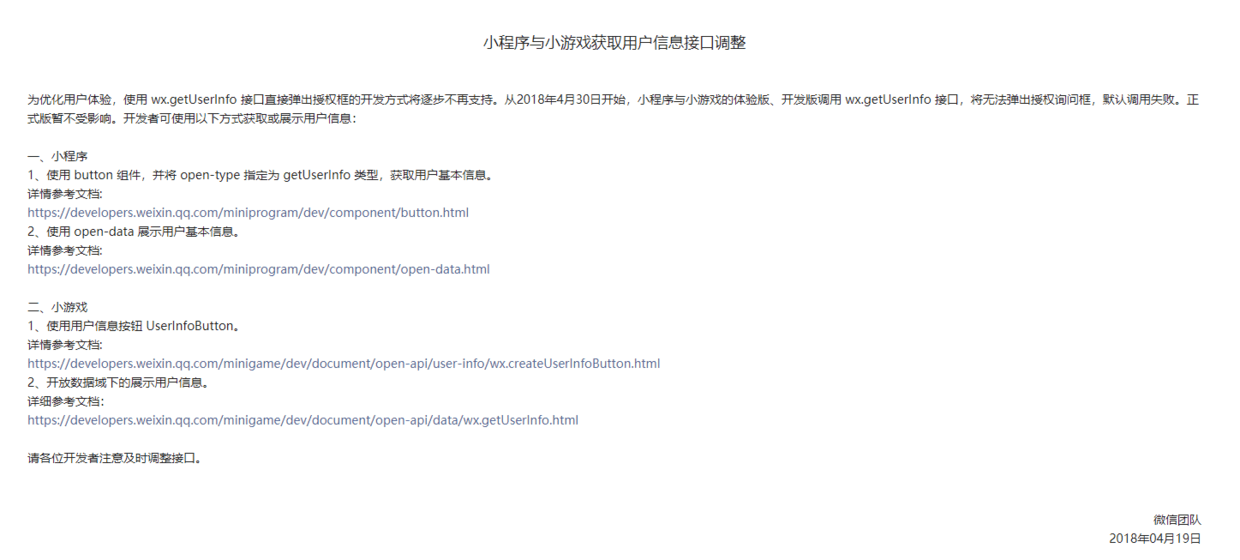 小程序与小游戏获取用户信息接口调整
为优化用户体验，使用 wx.getUserInfo 接口直接弹出授权框的开发方式将逐步不再支持。从2018年4月30日开始，小程序与小游戏的体验版、开发版调用 wx.getUserInfo 接口，将无法弹出授权询问框，默认调用失败。正
式版暂不受影响。开发者可使用以下方式获取或展示用户信息：
一、小程序
1、使用 button 组件，并将 open-type 指定为 getUserInfo 类型，获取用户基本信息。
详情参考文档:
https://developers.weixin.qq.com/miniprogram/dev/component/button.html
2、使用 open-data 展示用户基本信息。
详情参考文档:
https://developers.weixin.qq.com/miniprogram/dev/component/open-data.html
二、小游戏
1、使用用户信息按钮 UserInfoButton。
详情参考文档:
https://developers.weixin.qq.com/minigame/dev/document/open-api/user-info/wx.createUserInfoButton.html
2、开放数据域下的展示用户信息。
详细参考文档：
https://developers.weixin.qq.com/minigame/dev/document/open-api/data/wx.getUserInfo.html
请各位开发者注意及时调整接口。
微信团队
2018年04月19日